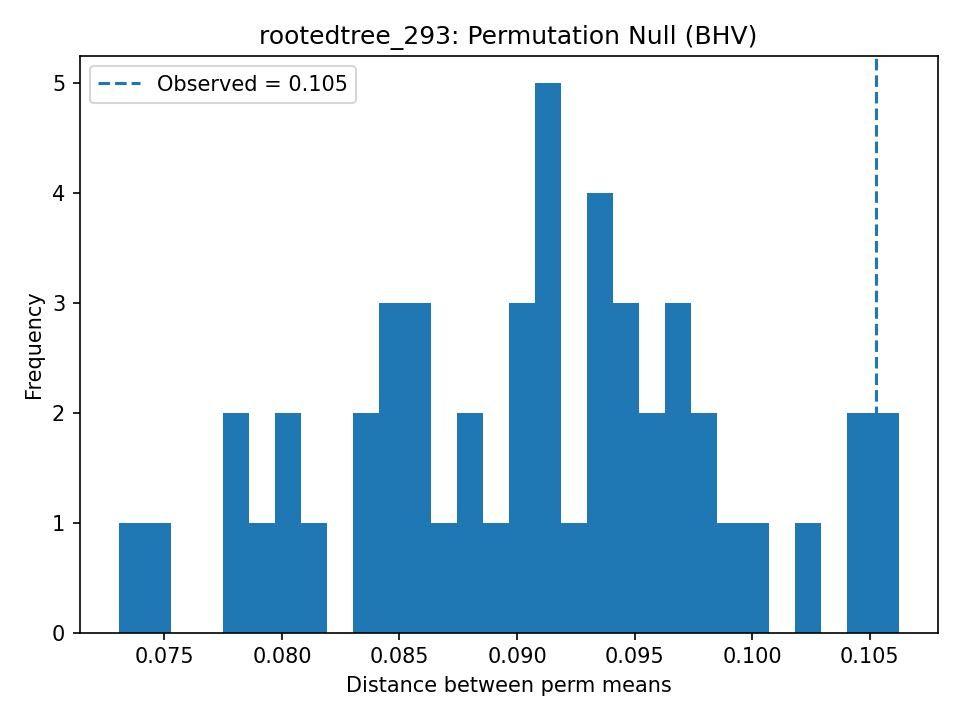 rootedtree_293: Permutation Null (BHV)
Observed = 0.105
Frequency
5
4
3
2
1
0
0.075 0.080 0.085 0.090 0.095 0.100 0.105
Distance between perm means